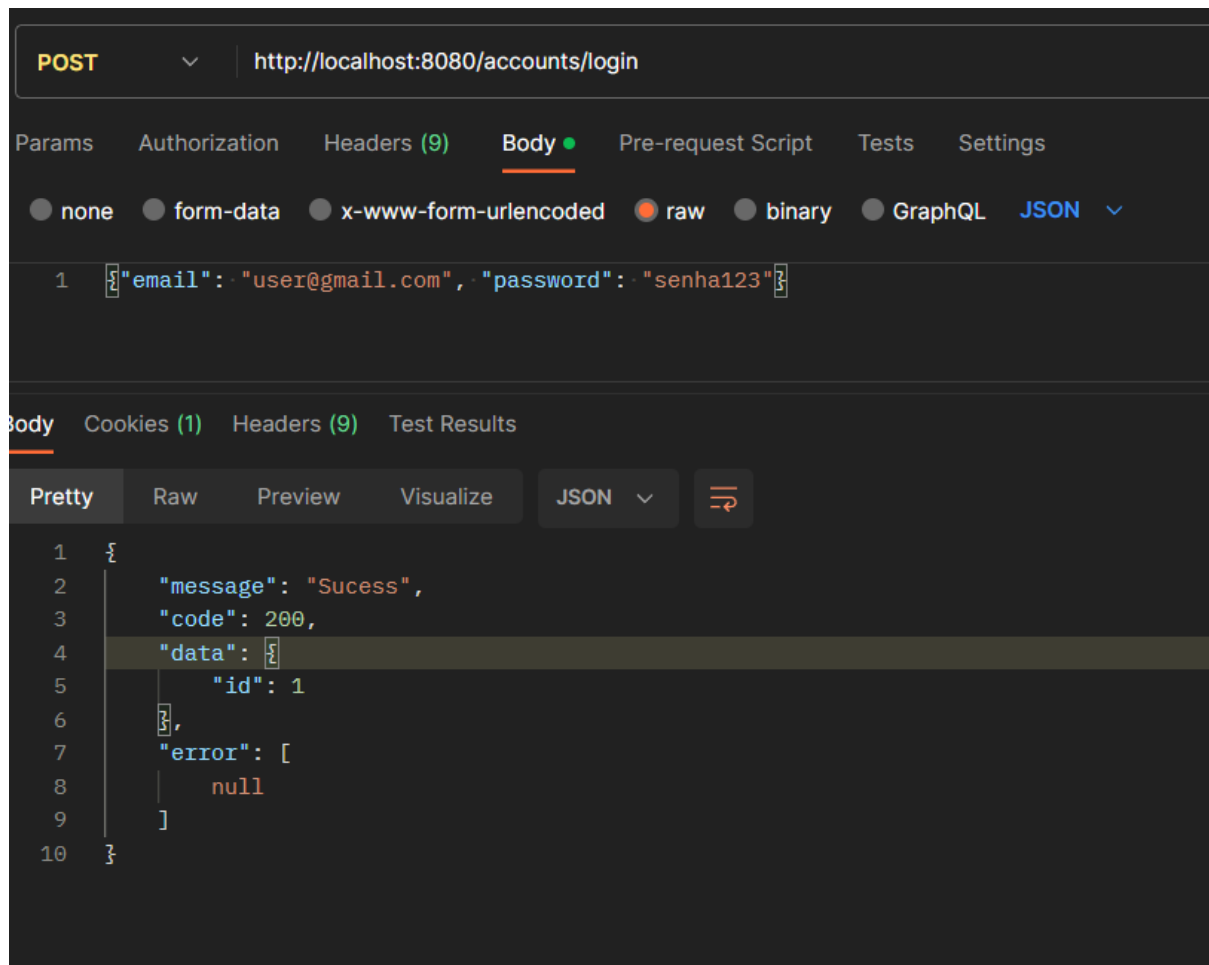 POST http://localhost:8080/accounts/login
Params Authorization Headers (9) Body Pre-request Script Tests Settings
none form-data x-www-form-urlencoded raw binary GraphQL JSON
1 {"email": "user@gmail.com", "password": "senha123"}
Body Cookies (1) Headers (9) Test Results
Pretty Raw Preview Visualize JSON
1 {
2 "message": "Sucess",
3 "code": 200,
4 "data": {
5 "id": 1
6 },
7 "error": [
8 null
9 ]
10 }